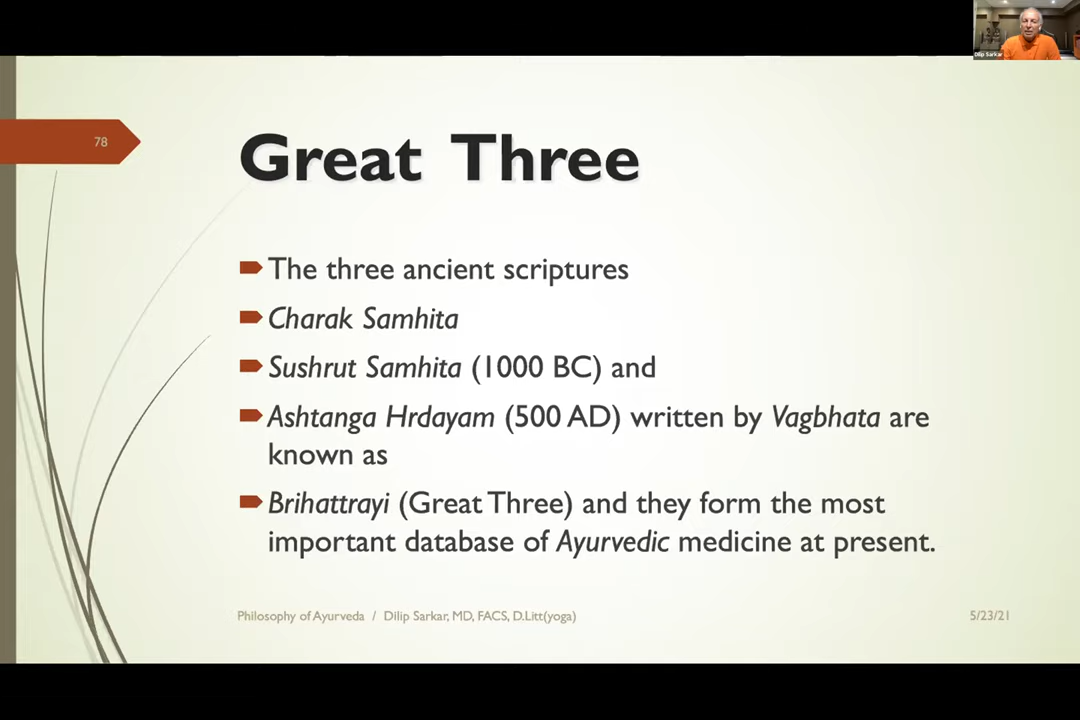 Dilip Sarkar
78
Great Three
The three ancient scriptures
Charak Samhita
Sushrut Samhita (1000 BC) and
Ashtanga Hrdayam (500 AD) written by Vagbhata are
known as
Brihattrayi (Great Three) and they form the most
important database of Ayurvedic medicine at present.
Philosophy of Ayurveda / Dilip Sarkar, MD, FACS, D.Litt(yoga)
5/23/21